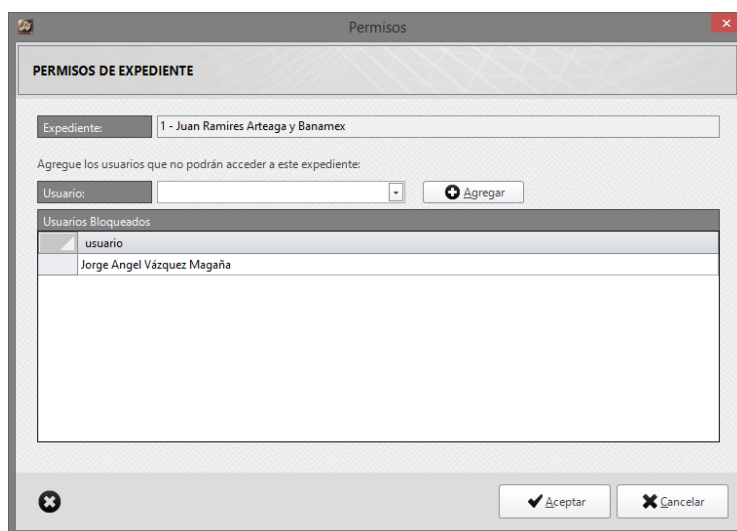 Permisos
PERMISOS DE EXPEDIENTE
Expediente: 1 - Juan Ramires Arteaga y Banamex
Agregue los usuarios que no podrán acceder a este expediente:
Usuario: Agregar
Usuarios Bloqueados
usuario
Jorge Angel Vázquez Magaña
Aceptar Cancelar